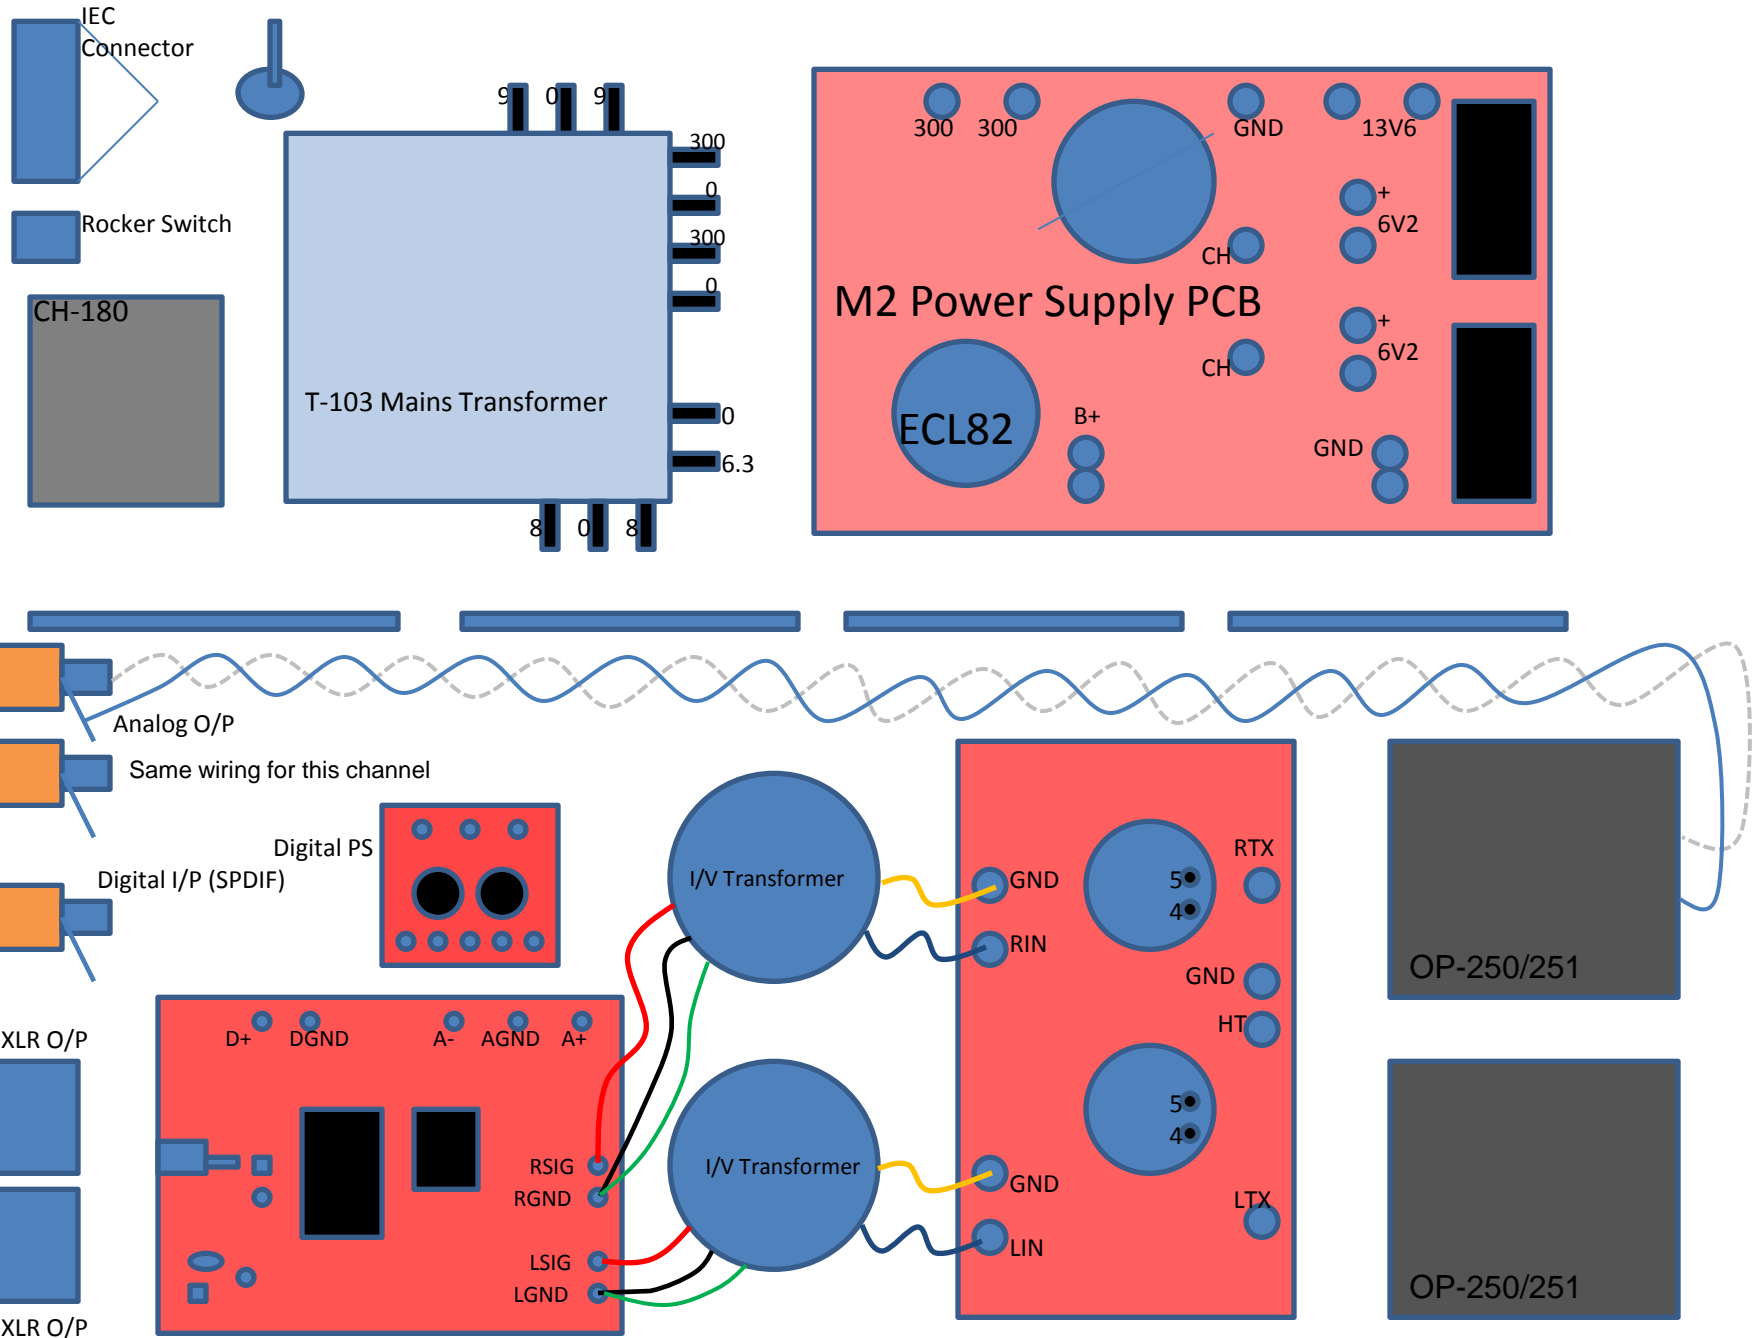 IEC
Connector
Rocker Switch
CH-180
9
0
9
300
0
300
0
T-103 Mains Transformer
0
6.3
8
0
8
300
300
GND
13V6
+
6V2
CH
M2 Power Supply PCB
+
6V2
CH
ECL82
B+
GND
Analog O/P
Same wiring for this channel
Digital PS
Digital I/P (SPDIF)
I/V Transformer
GND
RIN
5
4
RTX
GND
HT
OP-250/251
XLR O/P
D+
DGND
A-
AGND
A+
RSIG
RGND
LSIG
LGND
I/V Transformer
GND
LIN
5
4
LTX
OP-250/251
XLR O/P